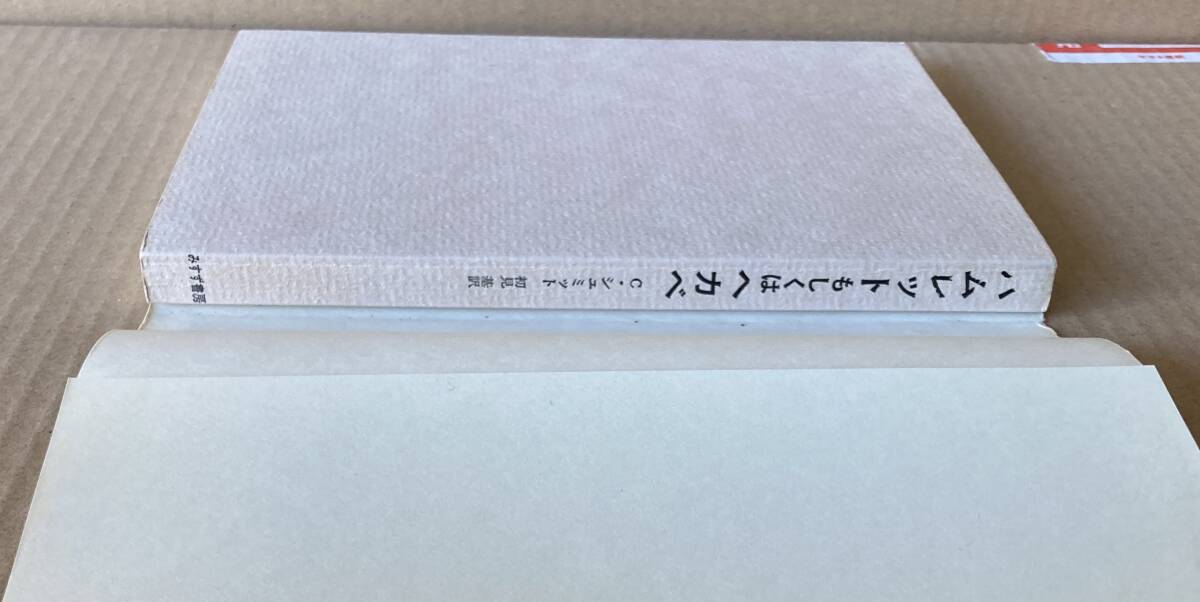 ハムレットもしくはヘカベ
C・シュミット 初見基訳
みすず書房